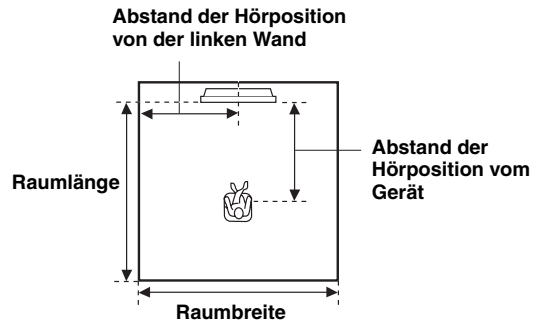 Abstand der Hörposition
von der linken Wand
Abstand der
Hörposition vom
Gerät
Raumlänge
Raumbreite